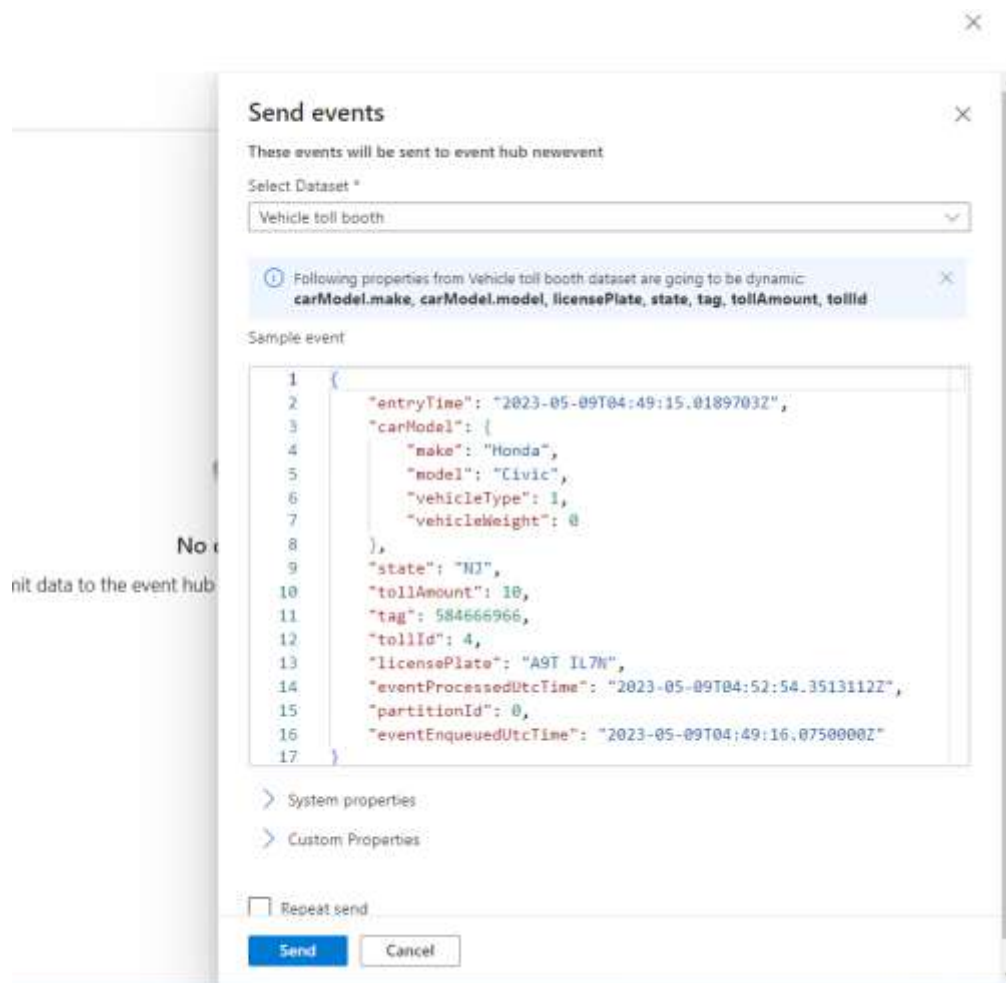 Send events
These events will be sent to event hub newevent
Select Dataset *
Vehicle toll booth
Following properties from Vehicle toll booth dataset are going to be dynamic:
carModel.make, carModel.model, licensePlate, state, tag, tollAmount, tollId
Sample event
1 {
2 "entryTime": "2023-05-09T04:49:15.0189703Z",
3 "carModel": {
4 "make": "Honda",
5 "model": "Civic",
6 "vehicleType": 1,
7 "vehicleWeight": 0
8 },
9 "state": "NJ",
10 "tollAmount": 10,
11 "tag": 584666966,
12 "tollId": 4,
13 "licensePlate": "A9T IL7N",
14 "eventProcessedUtcTime": "2023-05-09T04:52:54.3513112Z",
15 "partitionId": 0,
16 "eventEnqueuedUtcTime": "2023-05-09T04:49:16.0750000Z"
17 }
No
data to the event hub
System properties
Custom Properties
Repeat send
Send
Cancel